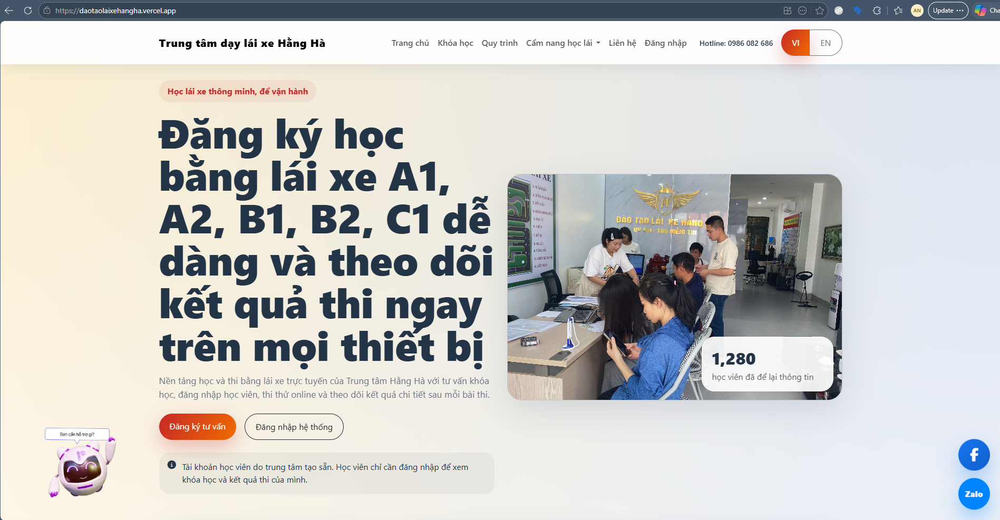 https://daotaolaixehangha.vercel.app
AN
Update
Cha
Trung tâm dạy lái xe Hằng Hà
Trang chủ
Khóa học
Quy trình
Cẩm nang học lái
Liên hệ
Đăng nhập
Hotline: 0986 082 686
VI
EN
Học lái xe thông minh, để vận hành
Đăng ký học
bằng lái xe A1,
A2, B1, B2, C1 dễ
dàng và theo dõi
kết quả thi ngay
trên mọi thiết bị
Nền tảng học và thi bằng lái xe trực tuyến của Trung tâm Hằng Hà với tư vấn khóa
học, đăng nhập học viên, thi thử online và theo dõi kết quả chi tiết sau mỗi bài thi.
Đăng ký tư vấn
Đăng nhập hệ thống
Tài khoản học viên do trung tâm tạo sẵn. Học viên chỉ cần đăng nhập để xem
khóa học và kết quả thi của mình.
Bạn cần hỗ trợ gì?
ĐÀO TẠO LÁI XE HẰNG
UY TÍN - TẠO NIỀM TIN
1,280
học viên đã để lại thông tin
f
Zalo